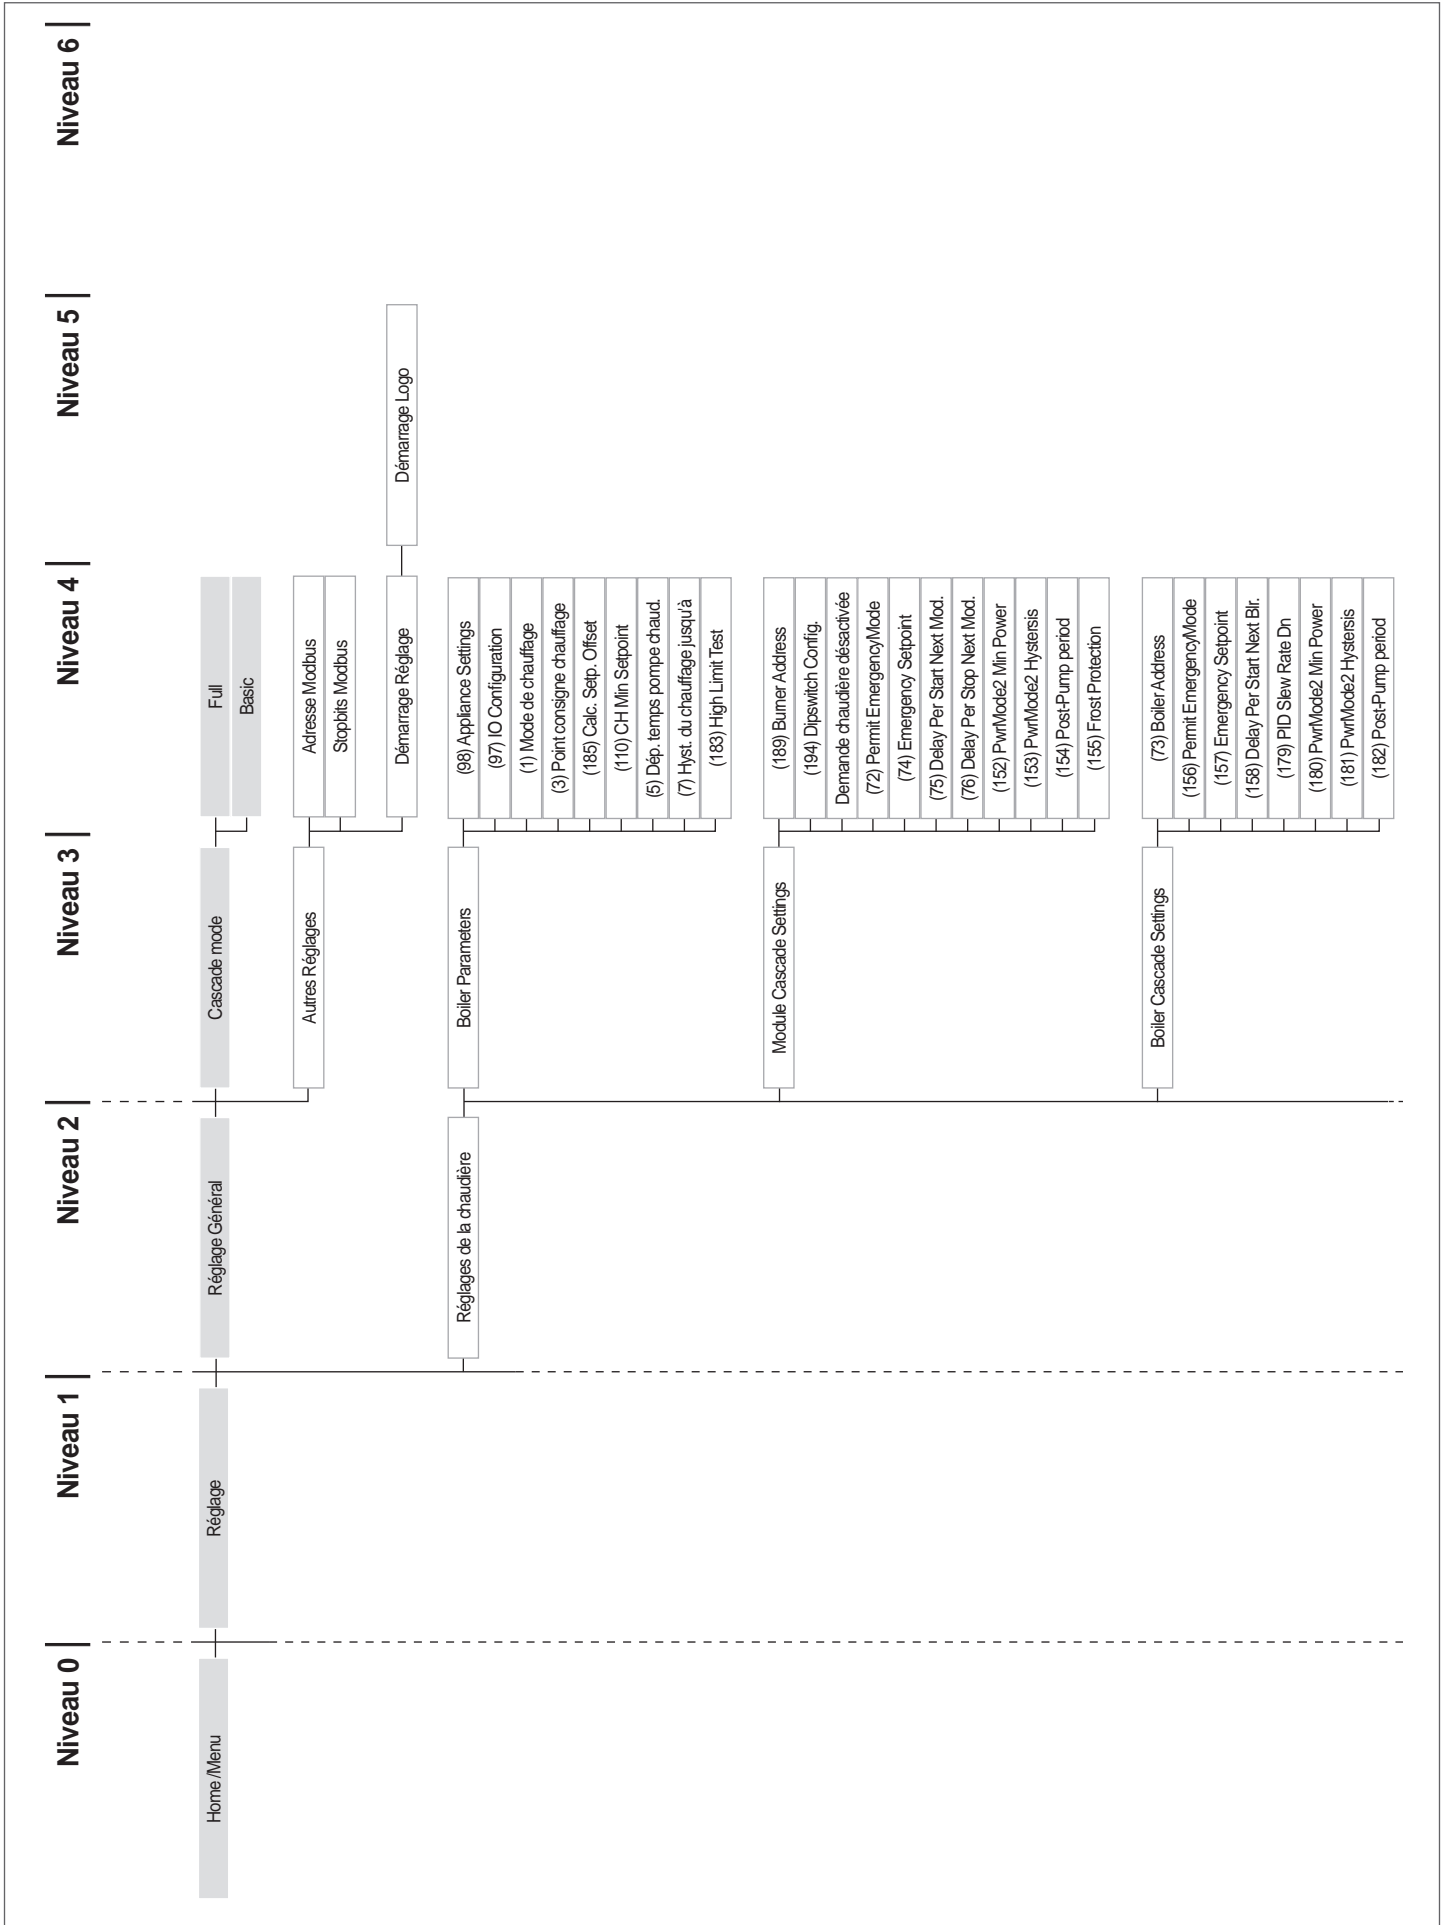 Niveau 0
Niveau 1
Niveau 2
Niveau 3
Niveau 4
Niveau 5
Niveau 6
Home /Menu
Réglage
Réglage Général
Cascade mode
Full
Basic
Autres Réglages
Adresse Modbus
Stopbits Modbus
Démarrage Réglage
Démarrage Logo
Réglages de la chaudière
Boiler Parameters
(98) Appliance Settings
(97) IO Configuration
(1) Mode de chauffage
(3) Point consigne chauffage
(185) Calc. Setp. Offset
(110) CH Min Setpoint
(5) Dép. temps pompe chaud.
(7) Hyst. du chauffage jusqu'à
(183) High Limit Test
Module Cascade Settings
(189) Burner Address
(194) Dipswitch Config.
Demande chaudière désactivée
(72) Permit EmergencyMode
(74) Emergency Setpoint
(75) Delay Per Start Next Mod.
(76) Delay Per Stop Next Mod.
(152) PwrMode2 Min Power
(153) PwrMode2 Hystersis
(154) Post-Pump period
(155) Frost Protection
Boiler Cascade Settings
(73) Boiler Address
(156) Permit EmergencyMode
(157) Emergency Setpoint
(158) Delay Per Start Next Blr.
(179) PID Slew Rate Dn
(180) PwrMode2 Min Power
(181) PwrMode2 Hystersis
(182) Post-Pump period